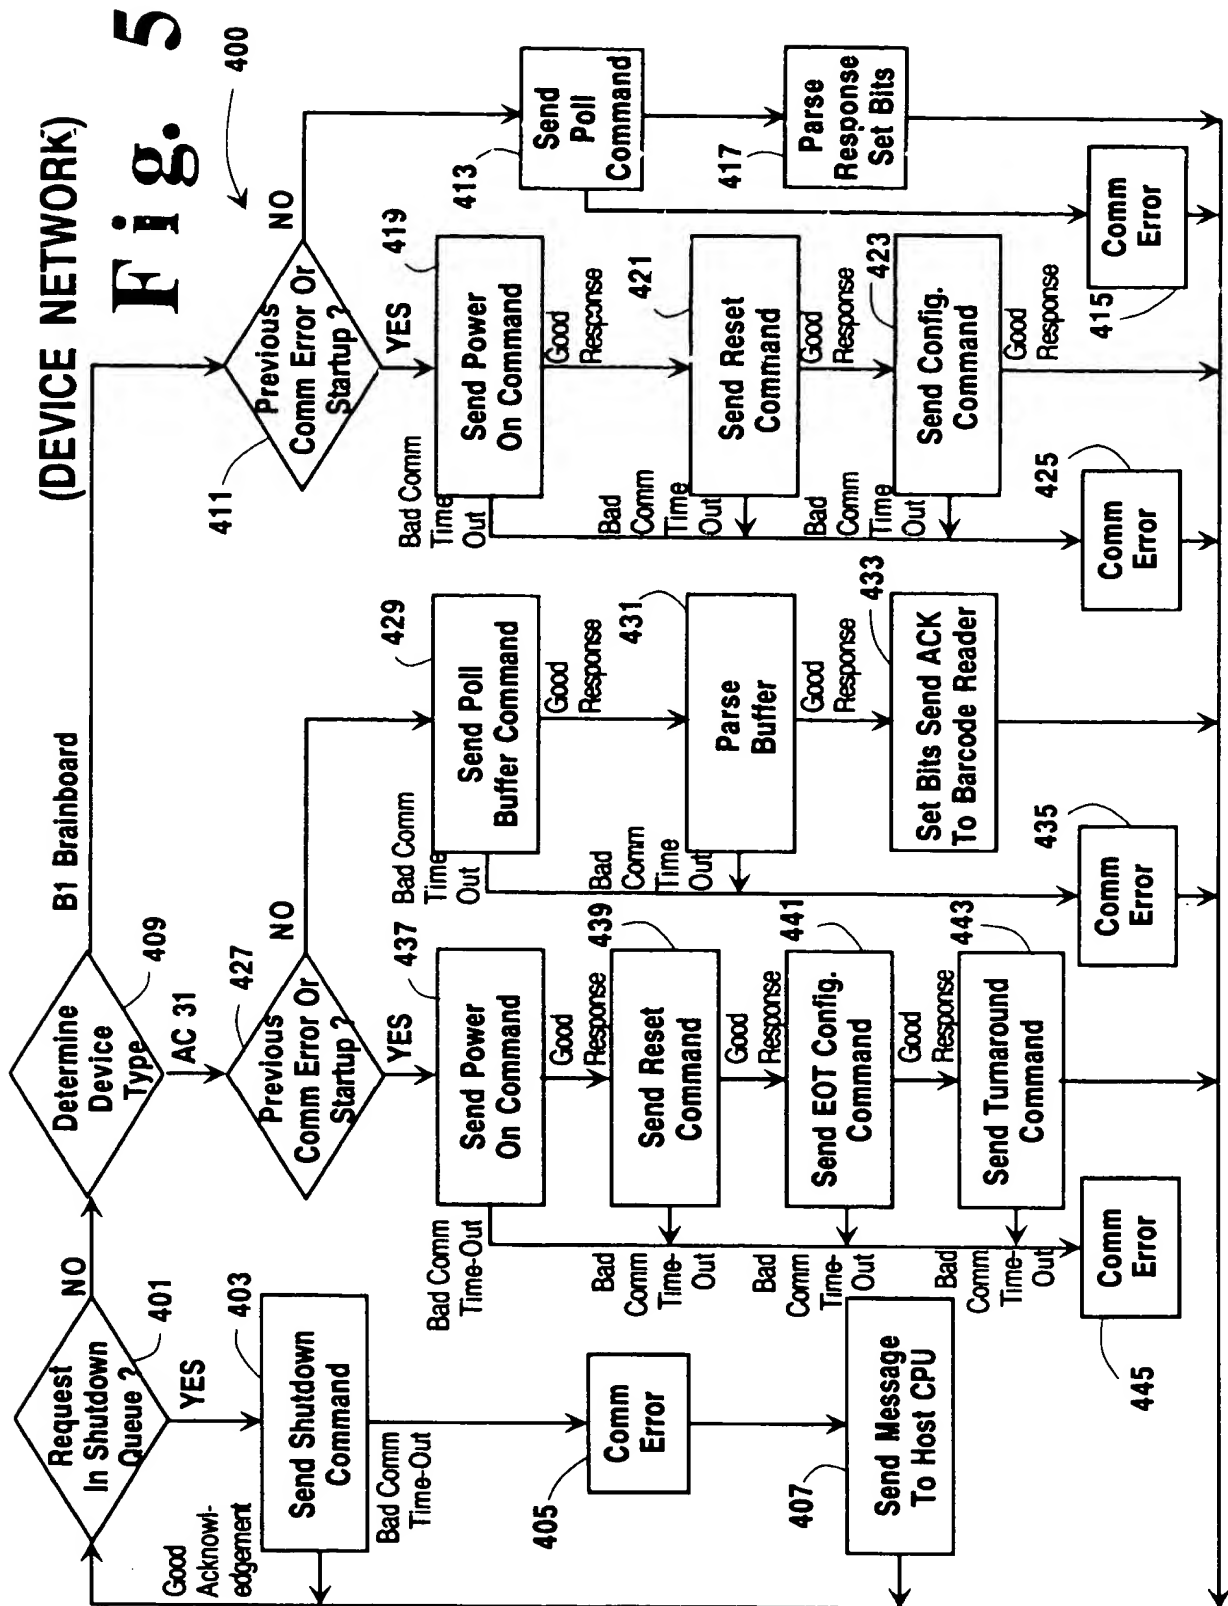 (DEVICE NETWORK)
Fig. 5
400
Request
In Shutdown
Queue ?
401
NO
YES
403
Send Shutdown
Command
Good
Acknowl-
edgement
Bad Comm
Time-Out
Comm
Error
405
Send Message
To Host CPU
407
Determine
Device
Type
409
B1 Brainboard
AC 31
Previous
Comm Error Or
Startup ?
411
NO
YES
Send
Poll
Command
413
Parse
Response
Set Bits
417
Comm
Error
415
419
Send Power
On Command
Good
Response
Bad Comm
Time
Out
421
Send Reset
Command
Good
Response
Bad
Comm
Time
Out
423
Send Config.
Command
Good
Response
Bad
Comm
Time
Out
425
Comm
Error
427
Previous
Comm Error Or
Startup ?
NO
YES
429
Send Poll
Buffer Command
Good
Response
Bad Comm
Time
Out
431
Parse
Buffer
Good
Response
Bad
Comm
Time
Out
433
Set Bits Send ACK
To Barcode Reader
435
Comm
Error
437
Send Power
On Command
Good
Response
Bad Comm
Time-Out
439
Send Reset
Command
Good
Response
Bad
Comm
Time-
Out
441
Send EOT Config.
Command
Good
Response
Bad
Comm
Time-
Out
443
Send Turnaround
Command
Bad
Comm
Time-
Out
Comm
Error
445